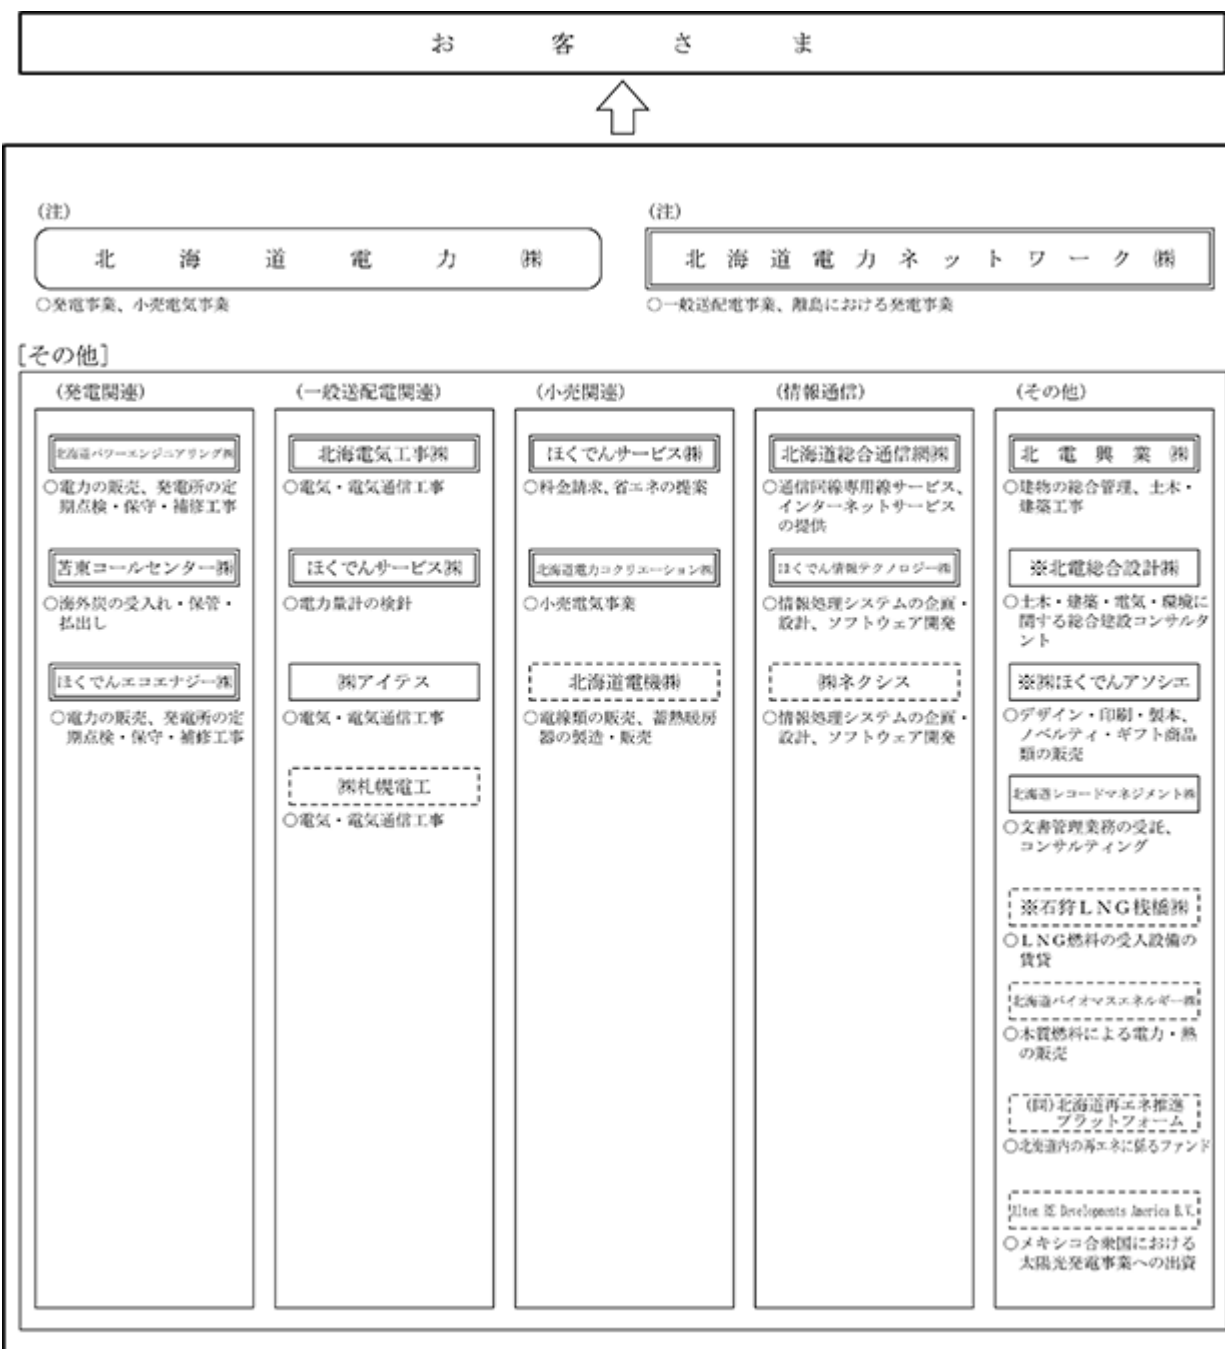 お客さま
(注)
北海道電力㈱
○発電事業、小売電気事業
(注)
北海道電力ネットワーク㈱
○一般送配電事業、離島における発電事業
[その他]
(発電関連)
北海道パワーエンジニアリング㈱
○電力の販売、発電所の定
期点検・保守・補修工事
苫東コールセンター㈱
○海外炭の受入れ・保管・
払出し
ほくでんエコエナジー㈱
○電力の販売、発電所の定
期点検・保守・補修工事
(一般送配電関連)
北海電気工事㈱
○電気・電気通信工事
ほくでんサービス㈱
○電力量計の検針
㈱アイテス
○電気・電気通信工事
㈱札幌電工
○電気・電気通信工事
(小売関連)
ほくでんサービス㈱
○料金請求、省エネの提案
北海道電力コクリエーション㈱
○小売電気事業
北海道電機㈱
○電線類の販売、蓄熱暖房
器の製造・販売
(情報通信)
北海道総合通信網㈱
○通信回線専用線サービス、
インターネットサービス
の提供
ほくでん情報テクノロジー㈱
○情報処理システムの企画・
設計、ソフトウェア開発
㈱ネクシス
○情報処理システムの企画・
設計、ソフトウェア開発
(その他)
北電興業㈱
○建物の総合管理、土木・
建築工事
※北電総合設計㈱
○土木・建築・電気・環境に
関する総合建設コンサルタ
ント
※㈱ほくでんアソシエ
○デザイン・印刷・製本、
ノベルティ・ギフト商品
類の販売
北海道レコードマネジメント㈱
○文書管理業務の受託、
コンサルティング
※石狩LNG桟橋㈱
○LNG燃料の受入設備の
賃貸
北海道バイオマスエネルギー㈱
○木質燃料による電力・熱
の販売
(同)北海道再エネ推進
プラットフォーム
○北海道内の再エネに係るファンド
Alten RE Developments America B.V.
○メキシコ合衆国における
太陽光発電事業への出資